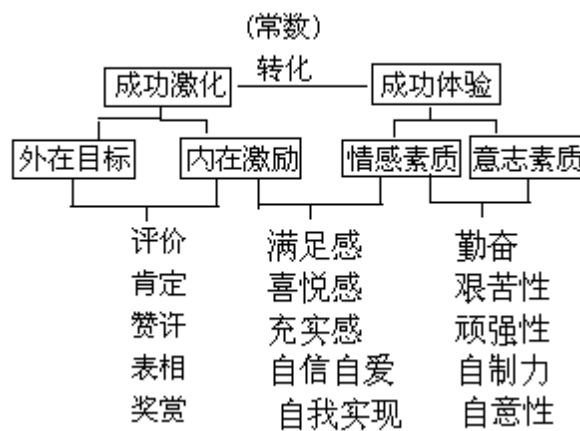 (常数)
转化
成功激化 成功体验
外在目标 内在激励 情感素质 意志素质
评价 满足感 勤奋
肯定 喜悦感 艰苦性
赞许 充实感 顽强性
表相 自信自爱 自制力
奖赏 自我实现 自意性